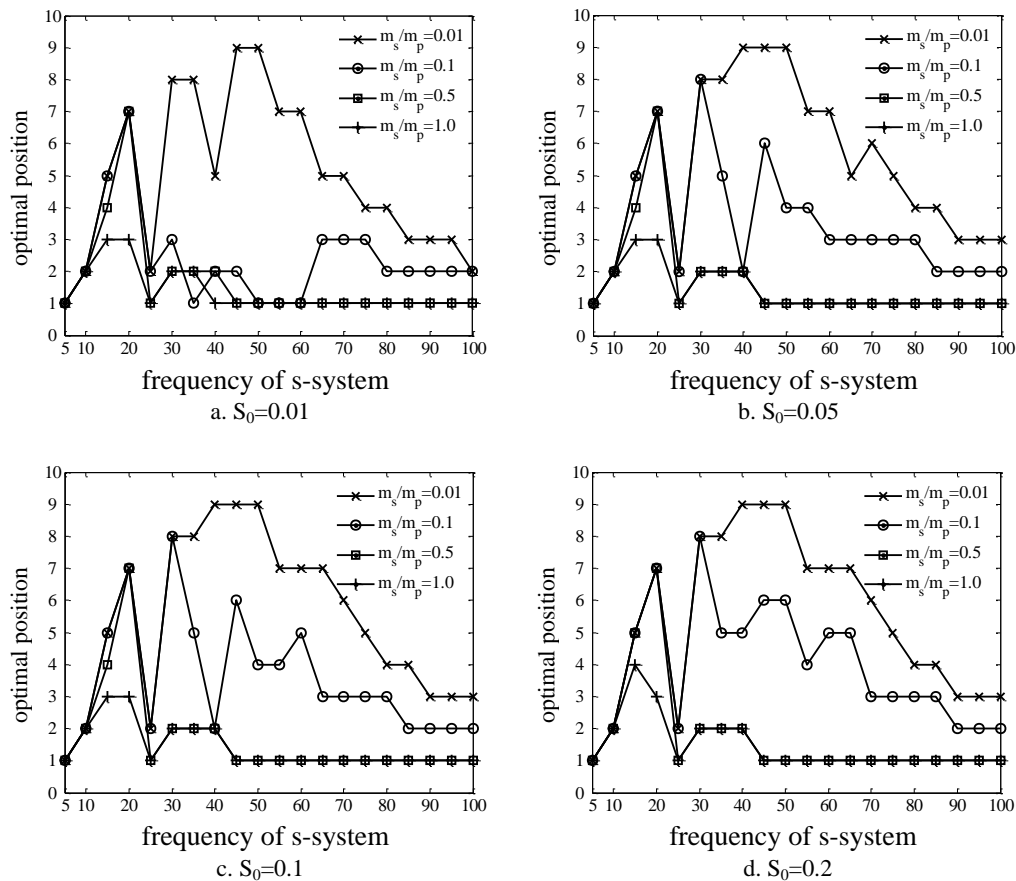 10
9
8
7
6
5
4
3
2
1
0
optimal position
m_s/m_p=0.01
m_s/m_p=0.1
m_s/m_p=0.5
m_s/m_p=1.0
5 10 20 30 40 50 60 70 80 90 100
frequency of s-system
a. S_0=0.01
10
9
8
7
6
5
4
3
2
1
0
optimal position
m_s/m_p=0.01
m_s/m_p=0.1
m_s/m_p=0.5
m_s/m_p=1.0
5 10 20 30 40 50 60 70 80 90 100
frequency of s-system
b. S_0=0.05
10
9
8
7
6
5
4
3
2
1
0
optimal position
m_s/m_p=0.01
m_s/m_p=0.1
m_s/m_p=0.5
m_s/m_p=1.0
5 10 20 30 40 50 60 70 80 90 100
frequency of s-system
c. S_0=0.1
10
9
8
7
6
5
4
3
2
1
0
optimal position
m_s/m_p=0.01
m_s/m_p=0.1
m_s/m_p=0.5
m_s/m_p=1.0
5 10 20 30 40 50 60 70 80 90 100
frequency of s-system
d. S_0=0.2